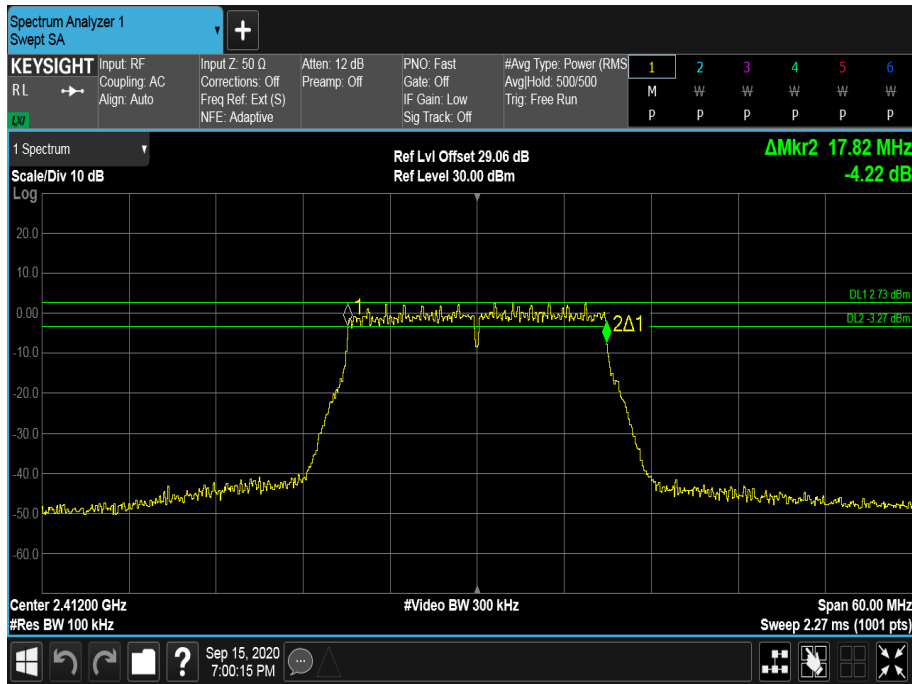 Spectrum Analyzer 1
Swept SA
+
KEYSIGHT
RL
LXI
Input: RF
Coupling: AC
Align: Auto
Input Z: 50 Ω
Corrections: Off
Freq Ref: Ext (S)
NFE: Adaptive
Atten: 12 dB
Preamp: Off
PNO: Fast
Gate: Off
IF Gain: Low
Sig Track: Off
#Avg Type: Power (RMS
Avg|Hold: 500/500
Trig: Free Run
1 2 3 4 5 6
M W W W W W
P P P P P P
1 Spectrum
Scale/Div 10 dB
Log
Ref Lvl Offset 29.06 dB
Ref Level 30.00 dBm
ΔMkr2 17.82 MHz
-4.22 dB
20.0
10.0
0.00
-10.0
-20.0
-30.0
-40.0
-50.0
-60.0
1
2Δ1
DL1 2.73 dBm
DL2 -3.27 dBm
Center 2.41200 GHz
#Res BW 100 kHz
#Video BW 300 kHz
Span 60.00 MHz
Sweep 2.27 ms (1001 pts)
?
Sep 15, 2020
7:00:15 PM